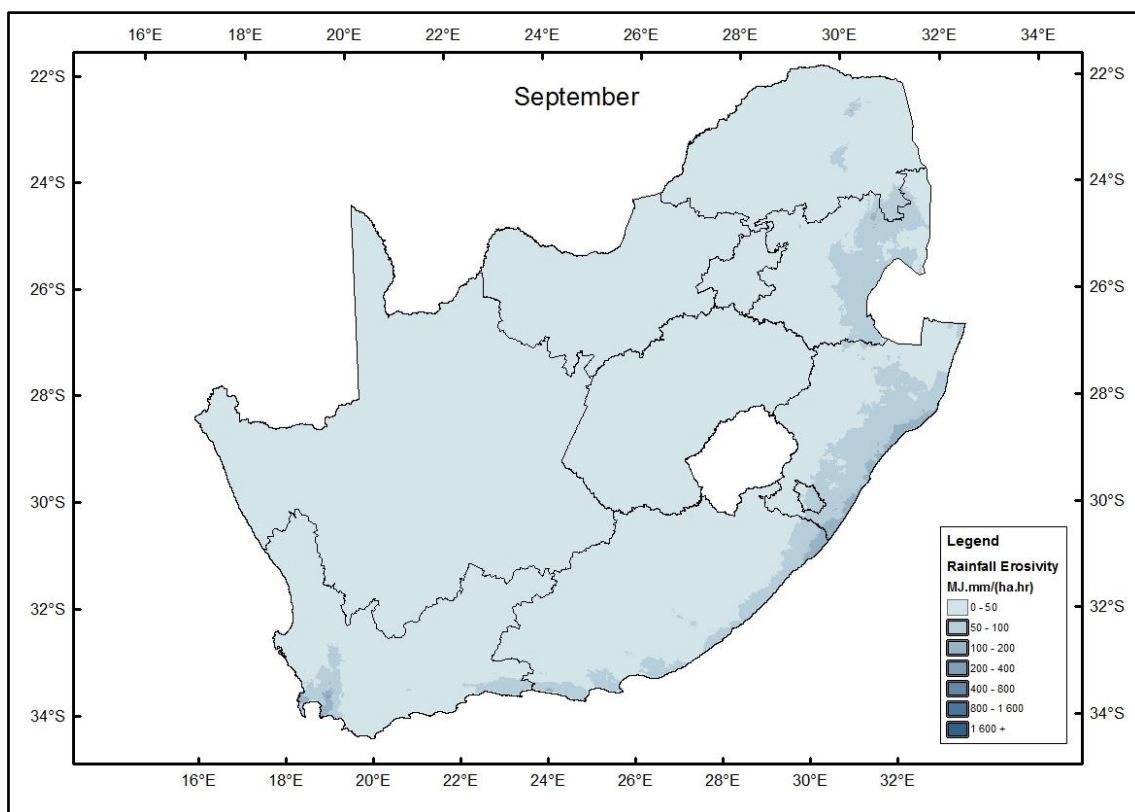 16°E 18°E 20°E 22°E 24°E 26°E 28°E 30°E 32°E
September
22°S 22°S
24°S 24°S
26°S 26°S
28°S 28°S
30°S 30°S
32°S 32°S
34°S 34°S
Legend
Rainfall Erosivity
MJ.mm/(ha.hr)
0 - 50
50 - 100
100 - 200
200 - 400
400 - 800
800 - 1 600
1 600 +
16°E 18°E 20°E 22°E 24°E 26°E 28°E 30°E 32°E